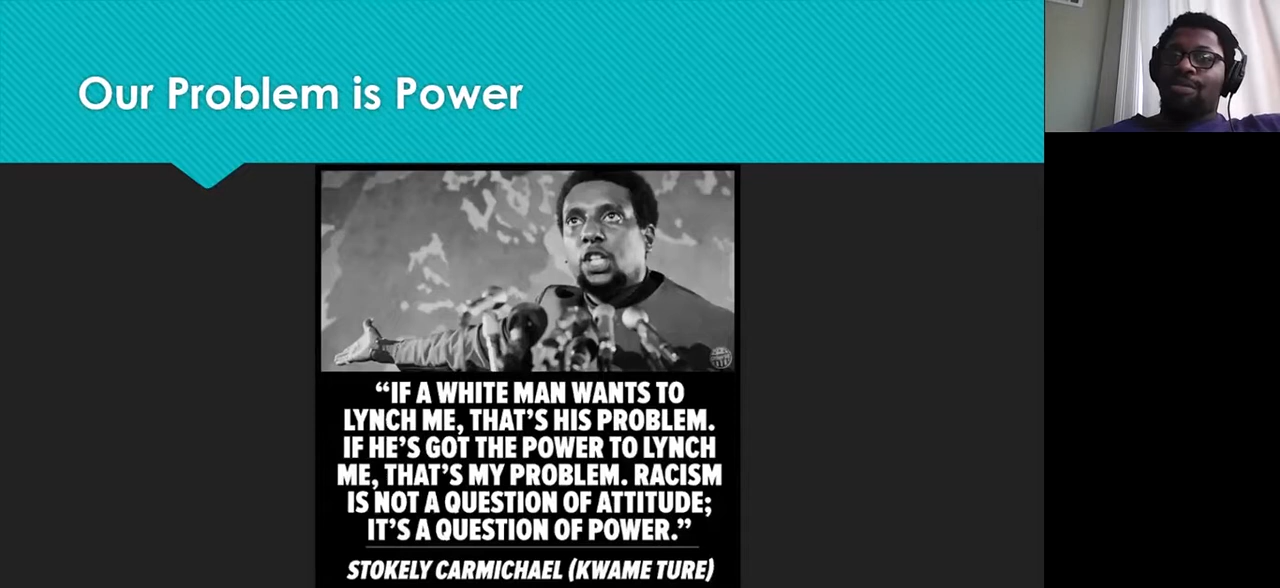 Our Problem is Power
“IF A WHITE MAN WANTS TO
LYNCH ME, THAT’S HIS PROBLEM.
IF HE’S GOT THE POWER TO LYNCH
ME, THAT’S MY PROBLEM. RACISM
IS NOT A QUESTION OF ATTITUDE;
IT’S A QUESTION OF POWER.”
STOKELY CARMICHAEL (KWAME TURE)